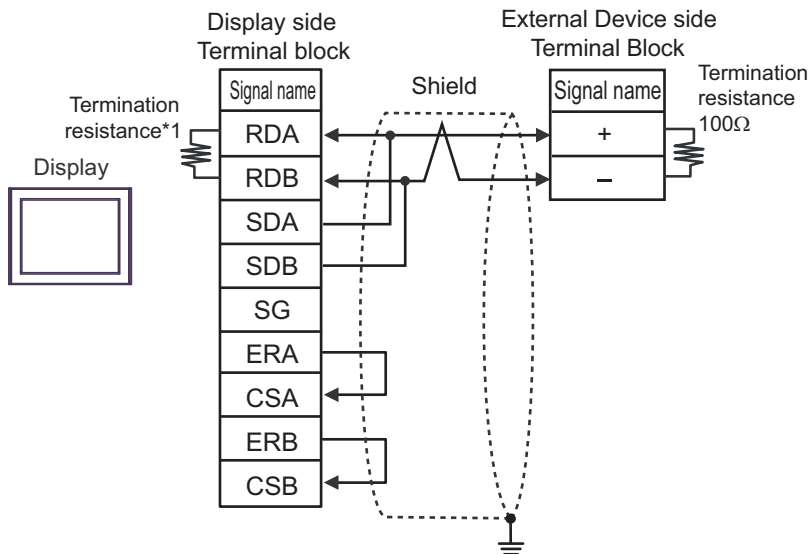 Display side
Terminal block
External Device side
Terminal Block
Signal name
Shield
Signal name
Termination
resistance
100Ω
Termination
resistance*1
Display
RDA
RDB
SDA
SDB
SG
ERA
CSA
ERB
CSB
+
–